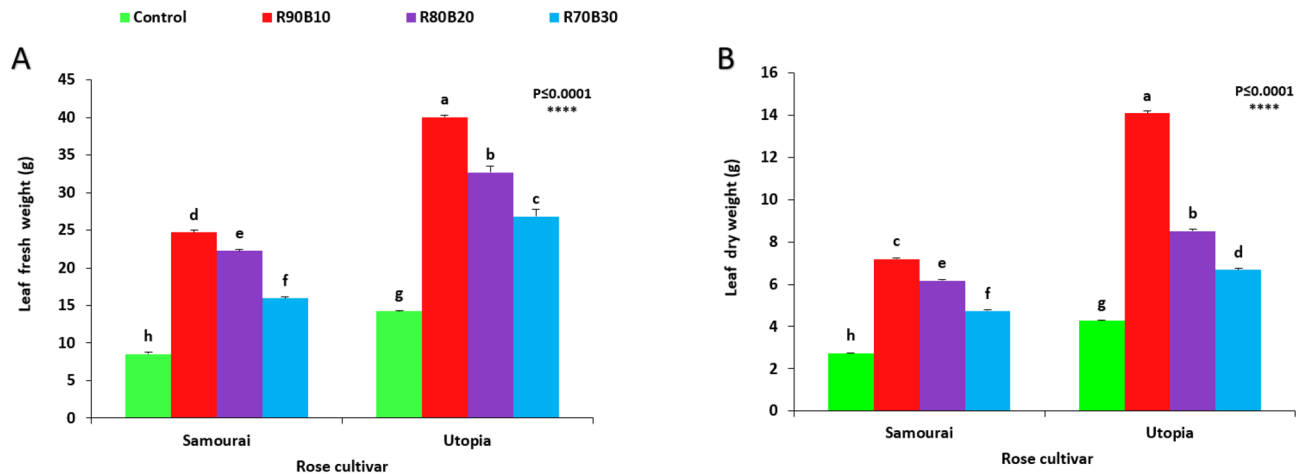 Control R90B10 R80B20 R70B30
A
Leaf fresh weight (g)
45
40
35
30
25
20
15
10
5
0
P≤0.0001
****
h
d
e
f
g
a
b
c
Samourai Utopia
Rose cultivar
B
Leaf dry weight (g)
16
14
12
10
8
6
4
2
0
P≤0.0001
****
h
c
e
f
g
a
b
d
Samourai Utopia
Rose cultivar